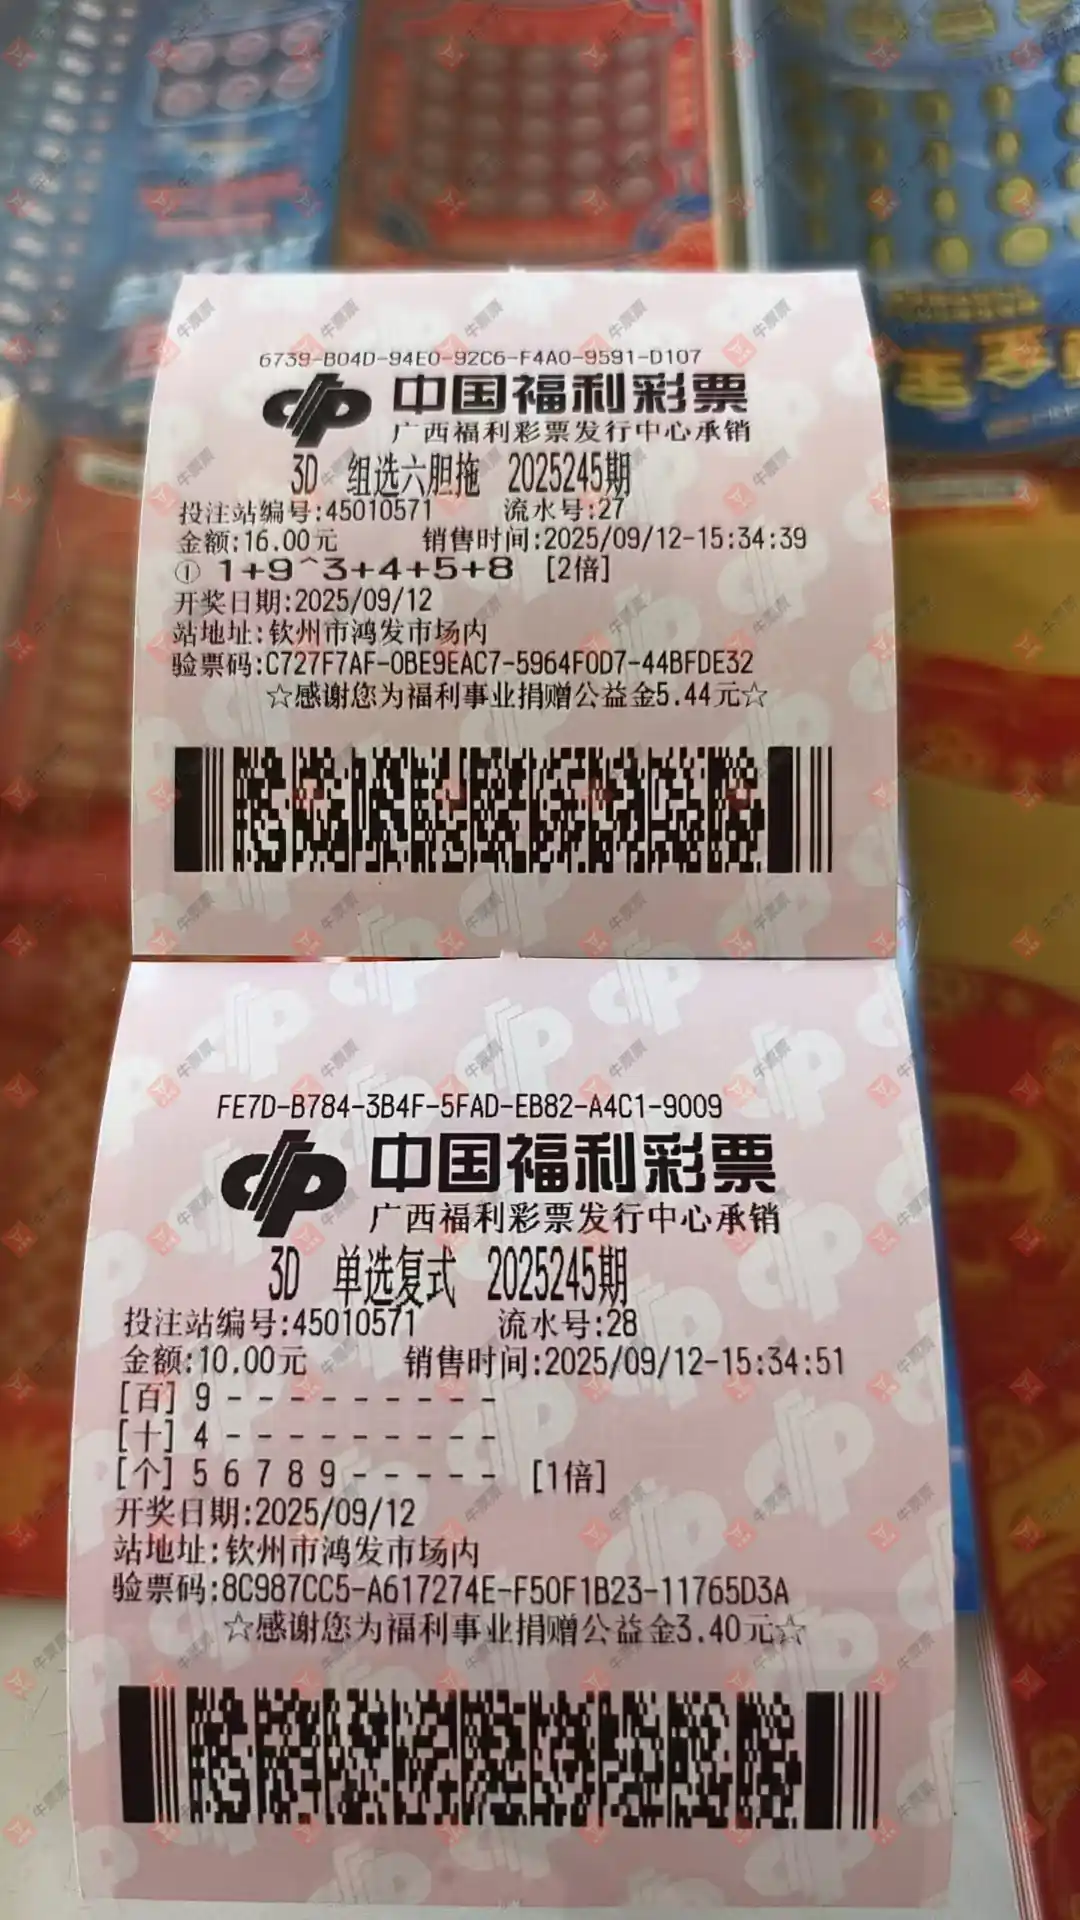 6739-B04D-94E0-92C6-F4A0-9591-D107
中国福利彩票
广西福利彩票发行中心承销
3D 组选六胆拖 2025245期
投注站编号:45010571 流水号:27
金额:16.00元 销售时间:2025/09/12-15:34:39
① 1+9^3+4+5+8 [2倍]
开奖日期:2025/09/12
站地址:钦州市鸿发市场内
验票码:C727F7AF-0BE9EAC7-5964F0D7-44BFDE32
☆感谢您为福利事业捐赠公益金5.44元☆
FE7D-B784-3B4F-5FAD-EB82-A4C1-9009
中国福利彩票
广西福利彩票发行中心承销
3D 单选复式 2025245期
投注站编号:45010571 流水号:28
金额:10.00元 销售时间:2025/09/12-15:34:51
[百] 9 - - - - - - - - -
[十] 4 - - - - - - - - -
[个] 5 6 7 8 9 - - - - - [1倍]
开奖日期:2025/09/12
站地址:钦州市鸿发市场内
验票码:8C987CC5-A617274E-F50F1B23-11765D3A
☆感谢您为福利事业捐赠公益金3.40元☆
牛票票